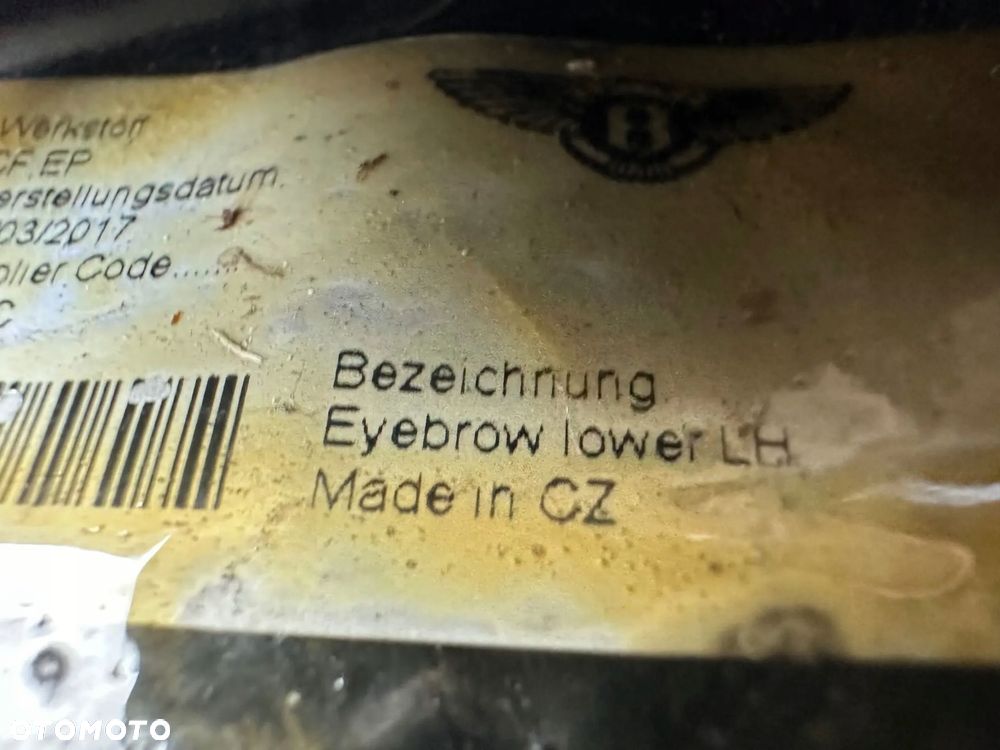 Werkstoff
CF, EP
erstellungsdatum
03/2017
plier Code.......
C
B
Bezeichnung
Eyebrow lower LH
Made in CZ
OTOMOTO